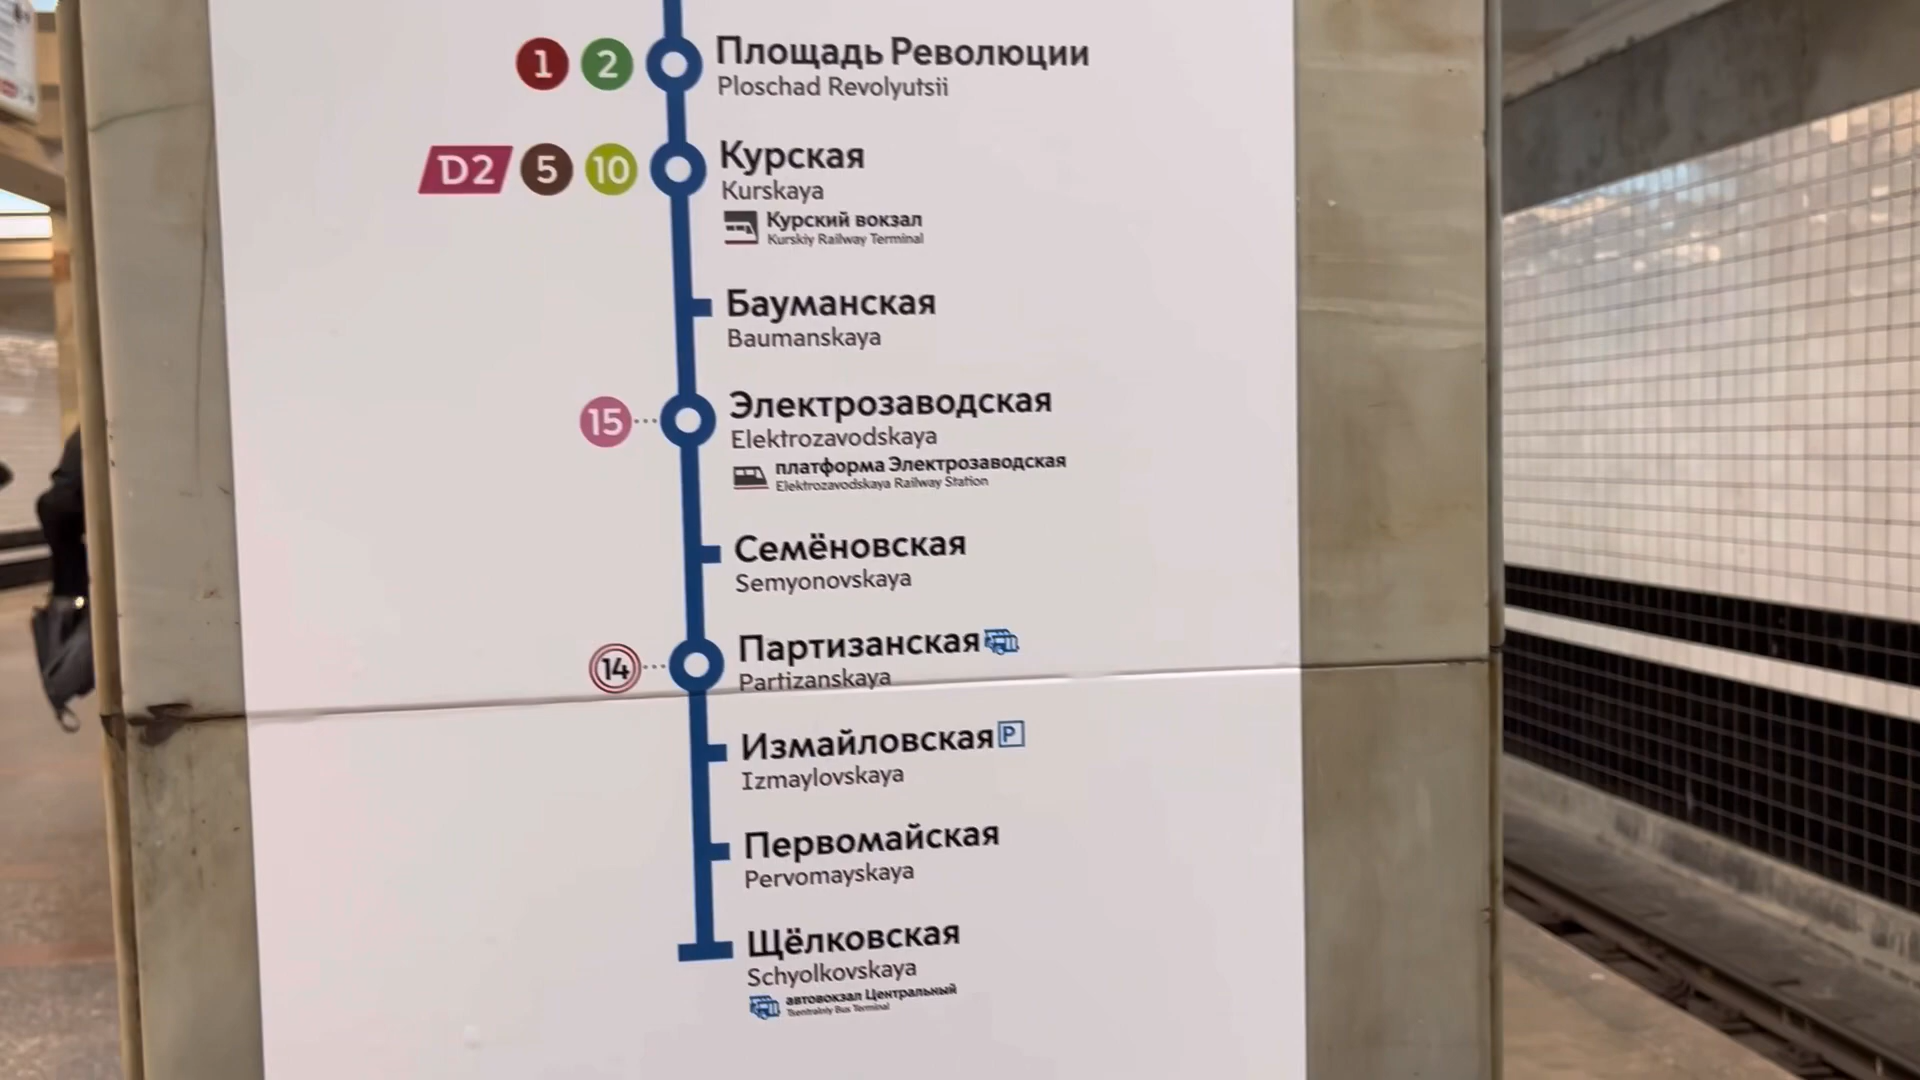 1 2 Площадь Революции
Ploschad Revolyutsii
D2 5 10 Курская
Kurskaya
Курский вокзал
Kurskiy Railway Terminal
Бауманская
Baumanskaya
15 Электрозаводская
Elektrozavodskaya
платформа Электрозаводская
Elektrozavodskaya Railway Station
Семёновская
Semyonovskaya
14 Партизанская
Partizanskaya
Измайловская P
Izmaylovskaya
Первомайская
Pervomayskaya
Щёлковская
Schyolkovskaya
автовокзал Центральный
Tsentralniy Bus Terminal